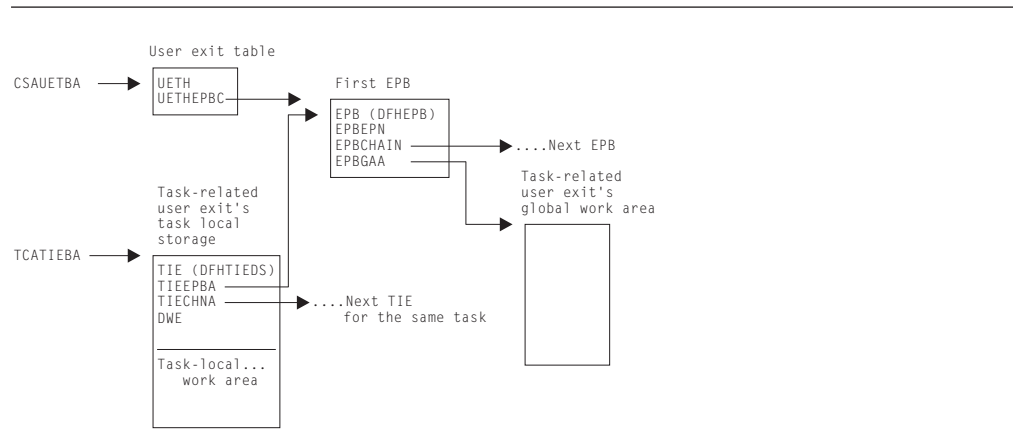 User exit table
CSAUETBA
UETH
UETHEPBC
First EPB
EPB (DFHEPB)
EPBEPN
EPBCHAIN
EPBGAA
....Next EPB
Task-related
user exit's
global work area
Task-related
user exit's
task local
storage
TCATIEBA
TIE (DFHTIEDS)
TIEEPBA
TIECHNA
DWE
....Next TIE
for the same task
Task-local...
work area